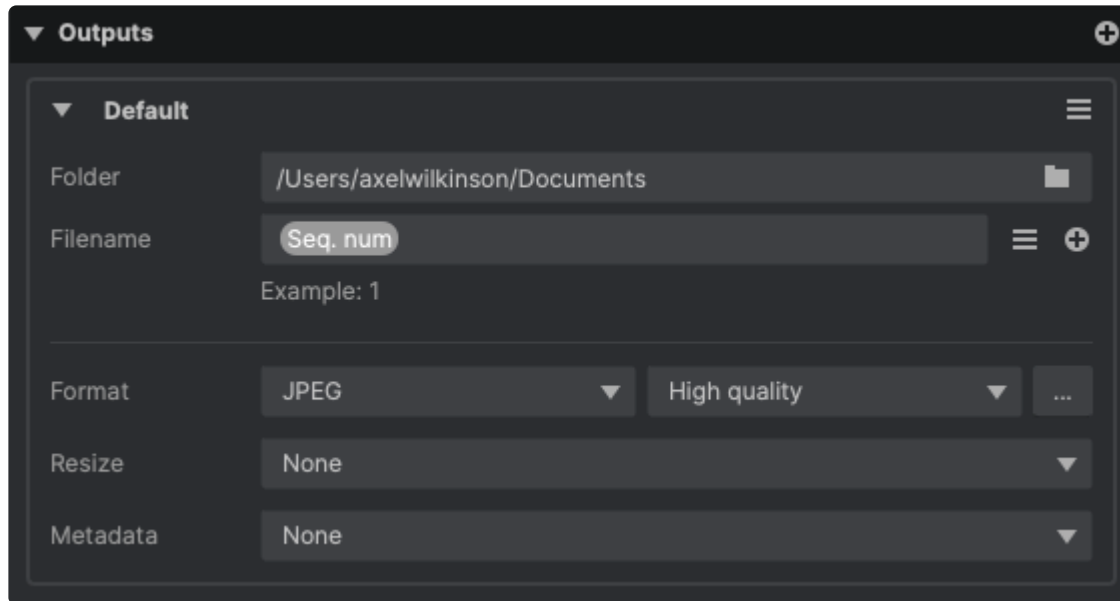 Outputs
Default
Folder /Users/axelwilkinson/Documents
Filename Seq. num
Example: 1
Format JPEG High quality ...
Resize None
Metadata None